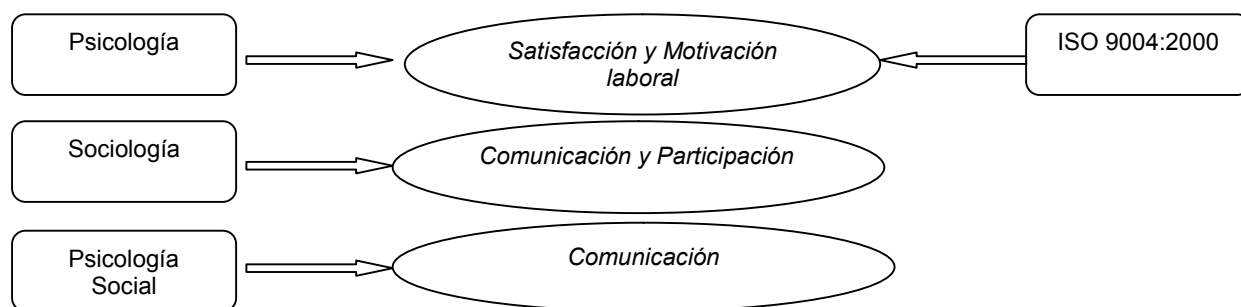 Psicología
Satisfacción y Motivación
laboral
ISO 9004:2000
Sociología
Comunicación y Participación
Psicología
Social
Comunicación